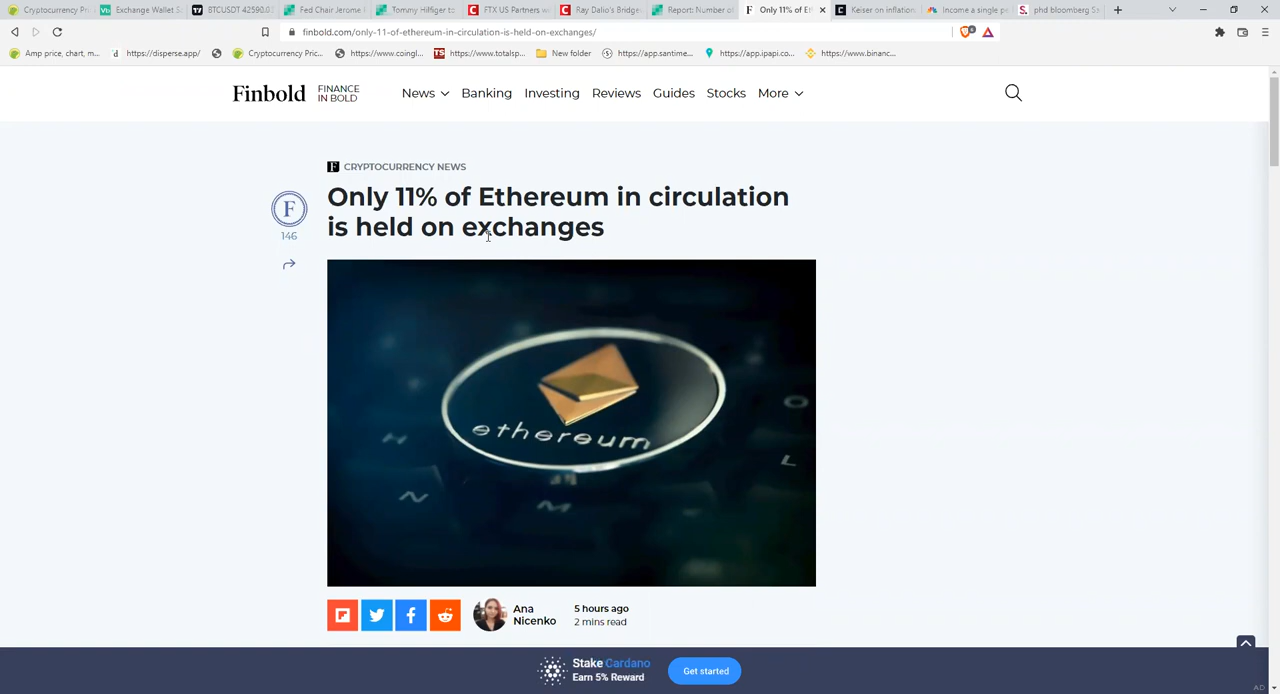 Cryptocurrency Pri
Exchange Wallet S
BTCUSDT 42590.0
Fed Chair Jerome
Tommy Hilfiger to
FTX US Partners w
Ray Dalio's Bridge
Report: Number o
Only 11% of Et
Keiser on inflation
Income a single p
phd bloomberg S
finbold.com/only-11-of-ethereum-in-circulation-is-held-on-exchanges/
Amp price, chart, m...
https://disperse.app/
Cryptocurrency Pric...
https://www.coingl...
https://www.totalsp...
New folder
https://app.santime...
https://app.ipapi.co...
https://www.binanc...
Finbold
FINANCE
IN BOLD
News
Banking
Investing
Reviews
Guides
Stocks
More
F CRYPTOCURRENCY NEWS
Only 11% of Ethereum in circulation
is held on exchanges
F
146
ethereum
H
N
M
O
L
Ana
Nicenko
5 hours ago
2 mins read
Stake Cardano
Earn 5% Reward
Get started
AD